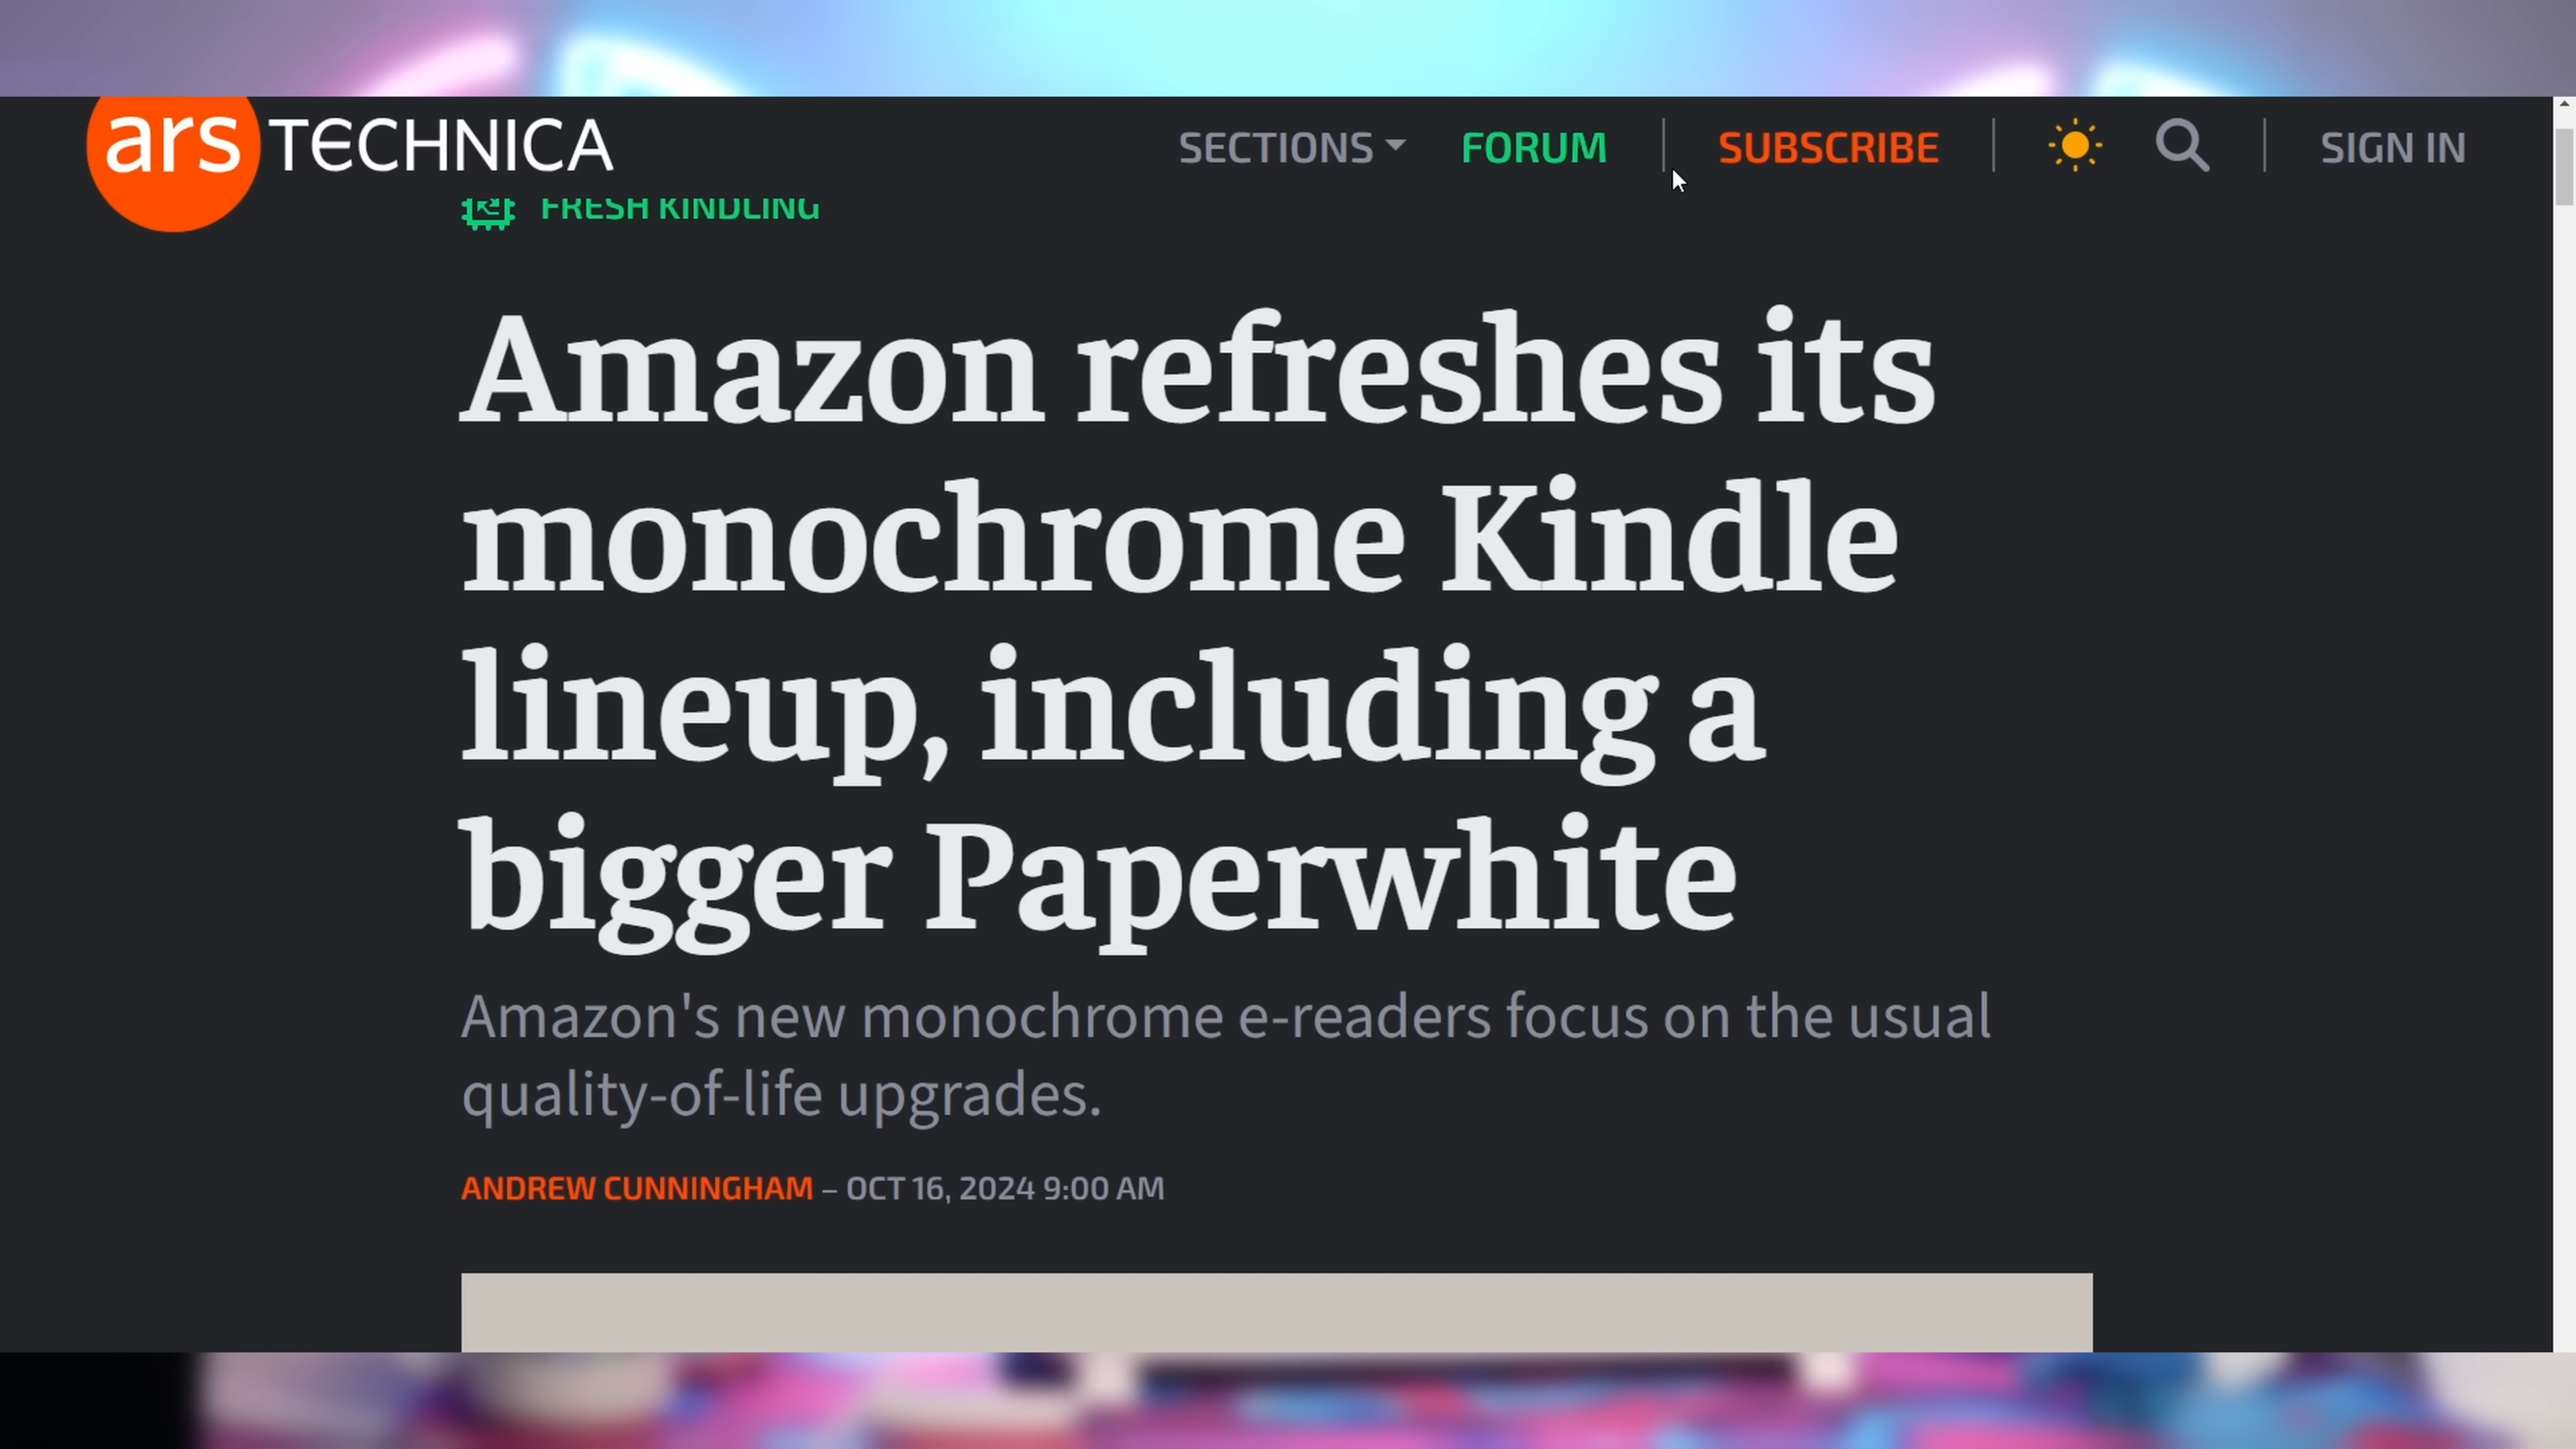 ars TECHNICA
SECTIONS FORUM SUBSCRIBE SIGN IN
FRESH KINDLING
Amazon refreshes its
monochrome Kindle
lineup, including a
bigger Paperwhite
Amazon's new monochrome e-readers focus on the usual
quality-of-life upgrades.
ANDREW CUNNINGHAM – OCT 16, 2024 9:00 AM